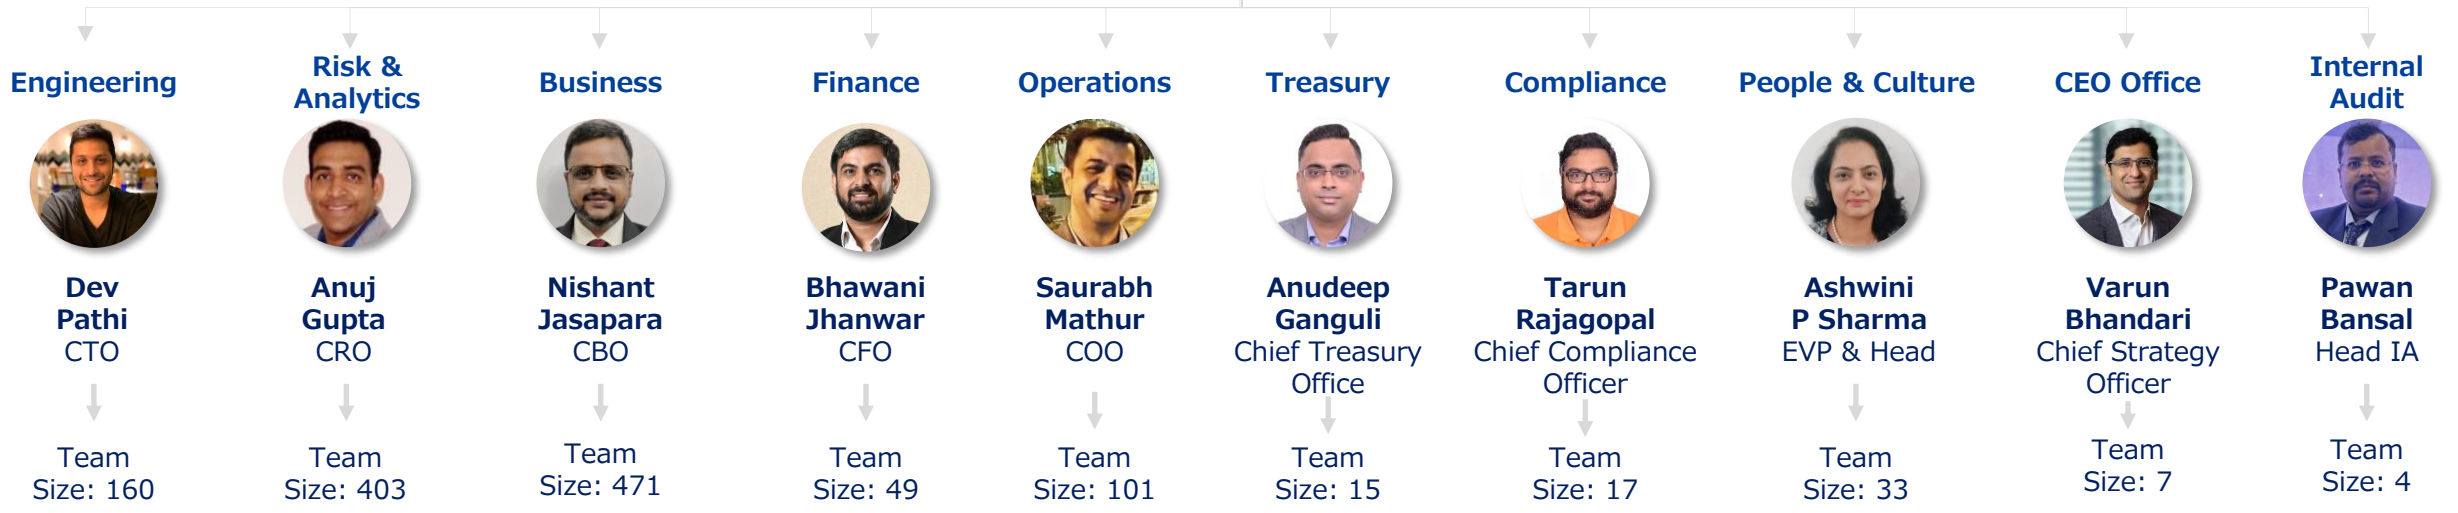 Engineering
Risk &
Analytics
Business
Finance
Operations
Treasury
Compliance
People & Culture
CEO Office
Internal
Audit
Dev
Pathi
CTO
Team
Size: 160
Anuj
Gupta
CRO
Team
Size: 403
Nishant
Jasapara
CBO
Team
Size: 471
Bhawani
Jhanwar
CFO
Team
Size: 49
Saurabh
Mathur
COO
Team
Size: 101
Anudeep
Ganguli
Chief Treasury
Office
Team
Size: 15
Tarun
Rajagopal
Chief Compliance
Officer
Team
Size: 17
Ashwini
P Sharma
EVP & Head
Team
Size: 33
Varun
Bhandari
Chief Strategy
Officer
Team
Size: 7
Pawan
Bansal
Head IA
Team
Size: 4